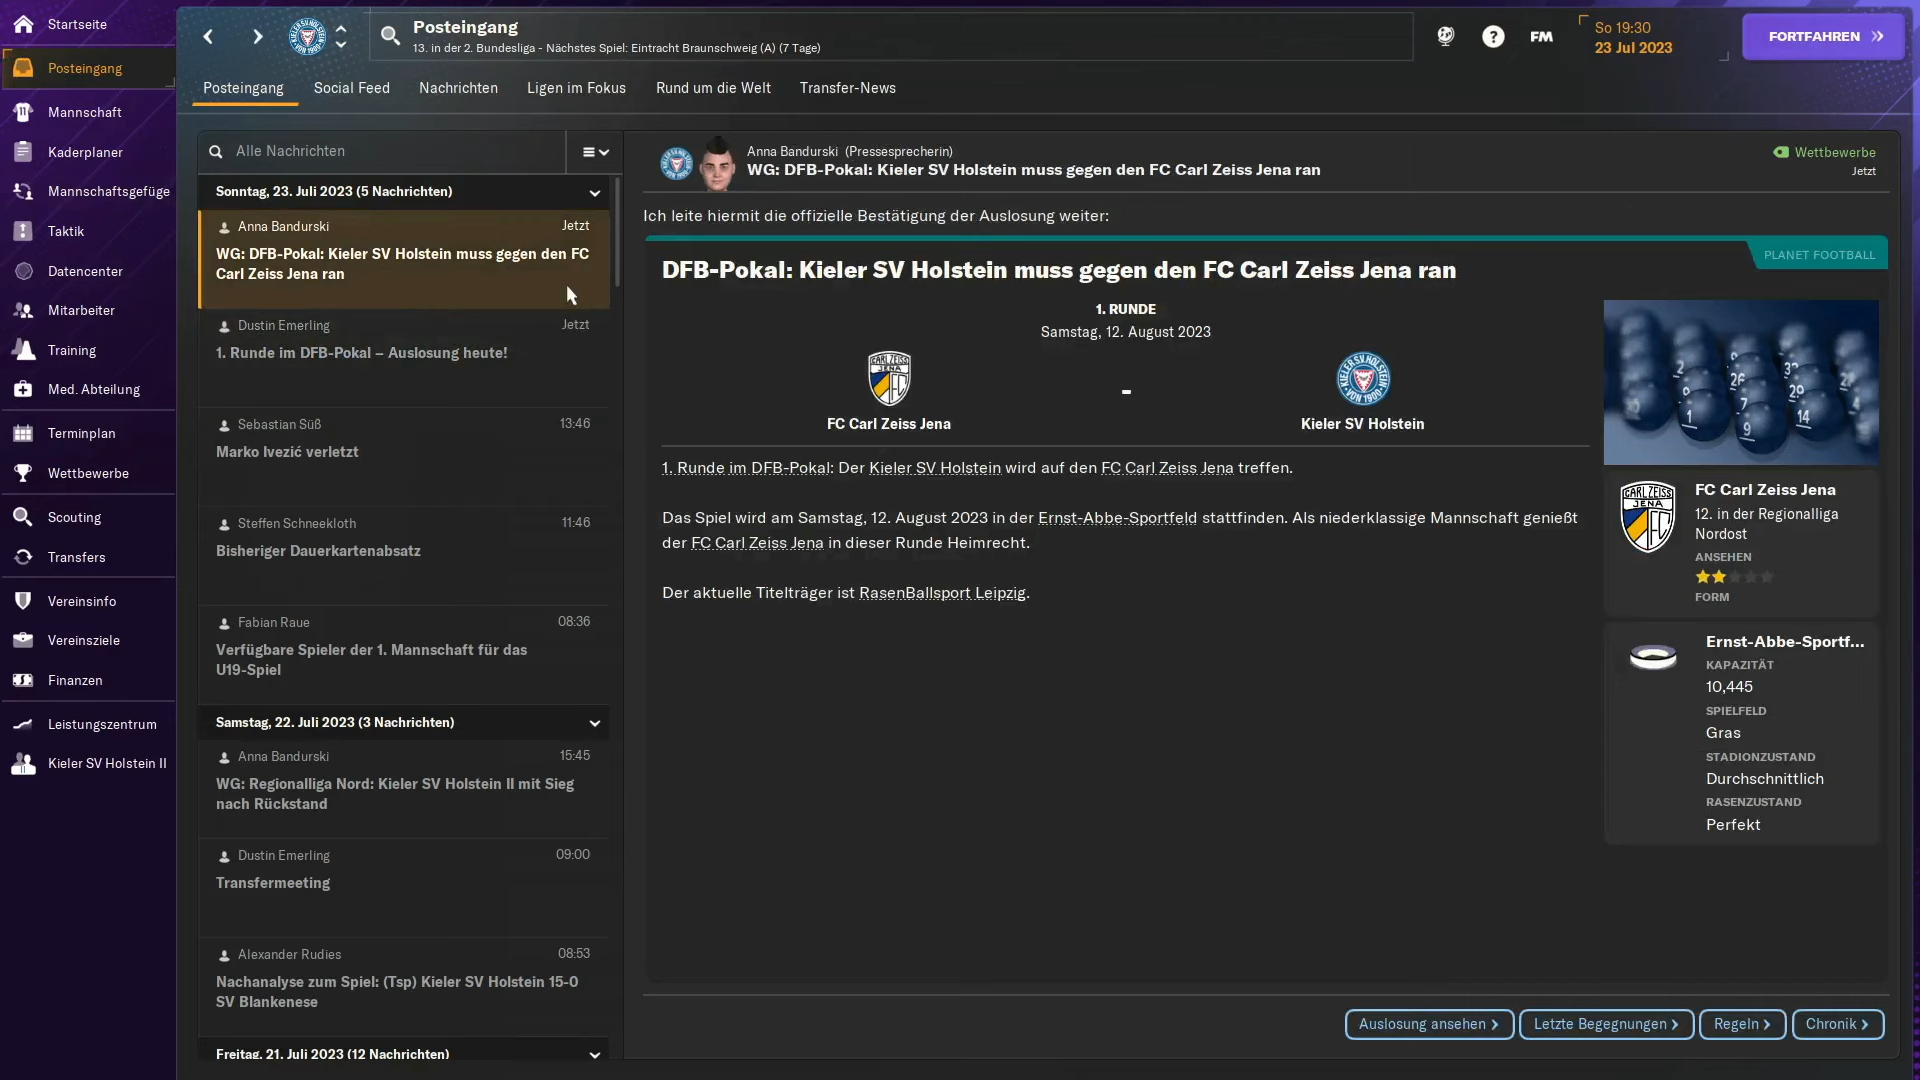 Startseite
Posteingang
Mannschaft
Kaderplaner
Mannschaftsgefüge
Taktik
Datencenter
Mitarbeiter
Training
Med. Abteilung
Terminplan
Wettbewerbe
Scouting
Transfers
Vereinsinfo
Vereinsziele
Finanzen
Leistungszentrum
Kieler SV Holstein II
Posteingang
13. in der 2. Bundesliga - Nächstes Spiel: Eintracht Braunschweig (A) (7 Tage)
FM
So 19:30
23 Jul 2023
FORTFAHREN
Posteingang Social Feed Nachrichten Ligen im Fokus Rund um die Welt Transfer-News
Alle Nachrichten
Sonntag, 23. Juli 2023 (5 Nachrichten)
Anna Bandurski Jetzt
WG: DFB-Pokal: Kieler SV Holstein muss gegen den FC
Carl Zeiss Jena ran
Dustin Emerling Jetzt
1. Runde im DFB-Pokal – Auslosung heute!
Sebastian Süß 13:46
Marko Ivezić verletzt
Steffen Schneekloth 11:46
Bisheriger Dauerkartenabsatz
Fabian Raue 08:36
Verfügbare Spieler der 1. Mannschaft für das
U19-Spiel
Samstag, 22. Juli 2023 (3 Nachrichten)
Anna Bandurski 15:45
WG: Regionalliga Nord: Kieler SV Holstein II mit Sieg
nach Rückstand
Dustin Emerling 09:00
Transfermeeting
Alexander Rudies 08:53
Nachanalyse zum Spiel: (Tsp) Kieler SV Holstein 15-0
SV Blankenese
Freitag, 21. Juli 2023 (12 Nachrichten)
Anna Bandurski (Pressesprecherin)
WG: DFB-Pokal: Kieler SV Holstein muss gegen den FC Carl Zeiss Jena ran
Wettbewerbe
Jetzt
Ich leite hiermit die offizielle Bestätigung der Auslosung weiter:
PLANET FOOTBALL
DFB-Pokal: Kieler SV Holstein muss gegen den FC Carl Zeiss Jena ran
1. RUNDE
Samstag, 12. August 2023
CARL ZEISS
JENA
FC
KIELER S.V. HOLSTEIN
VON 1900
FC Carl Zeiss Jena - Kieler SV Holstein
1. Runde im DFB-Pokal: Der Kieler SV Holstein wird auf den FC Carl Zeiss Jena treffen.
Das Spiel wird am Samstag, 12. August 2023 in der Ernst-Abbe-Sportfeld stattfinden. Als niederklassige Mannschaft genießt
der FC Carl Zeiss Jena in dieser Runde Heimrecht.
Der aktuelle Titelträger ist RasenBallsport Leipzig.
CARL ZEISS
JENA
FC
FC Carl Zeiss Jena
12. in der Regionalliga
Nordost
ANSEHEN
FORM
Ernst-Abbe-Sportf...
KAPAZITÄT
10,445
SPIELFELD
Gras
STADIONZUSTAND
Durchschnittlich
RASENZUSTAND
Perfekt
Auslosung ansehen Letzte Begegnungen Regeln Chronik